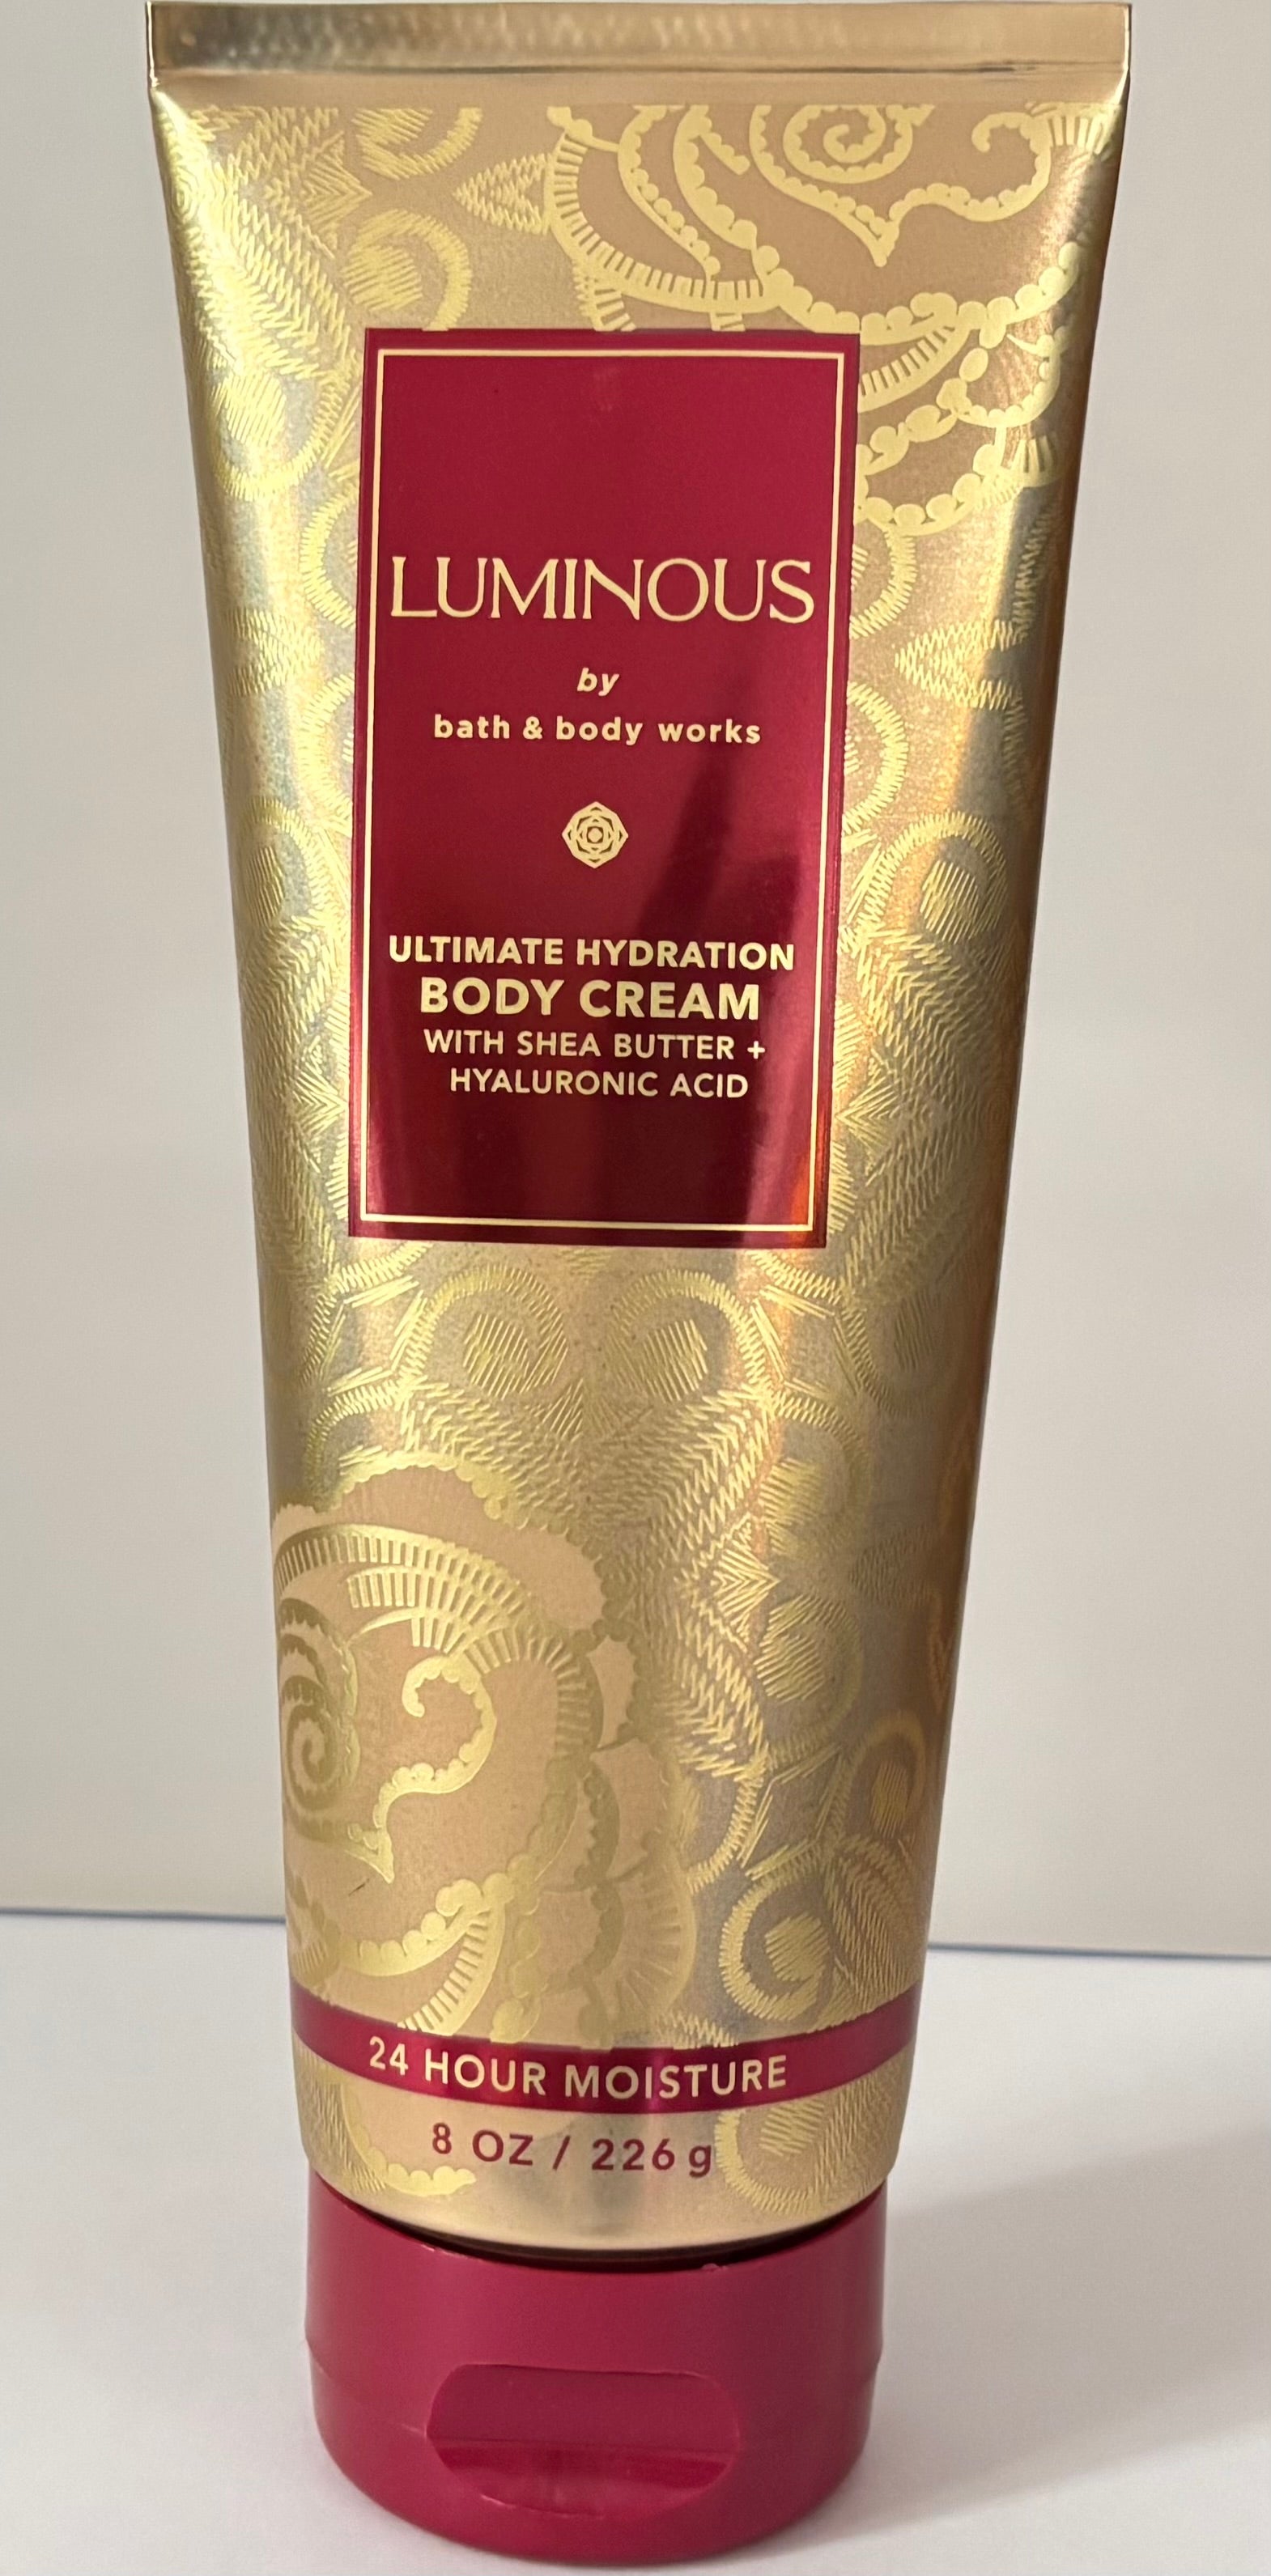 LUMINOUS
by
bath & body works
ULTIMATE HYDRATION
BODY CREAM
WITH SHEA BUTTER +
HYALURONIC ACID
24 HOUR MOISTURE
8 OZ / 226 g